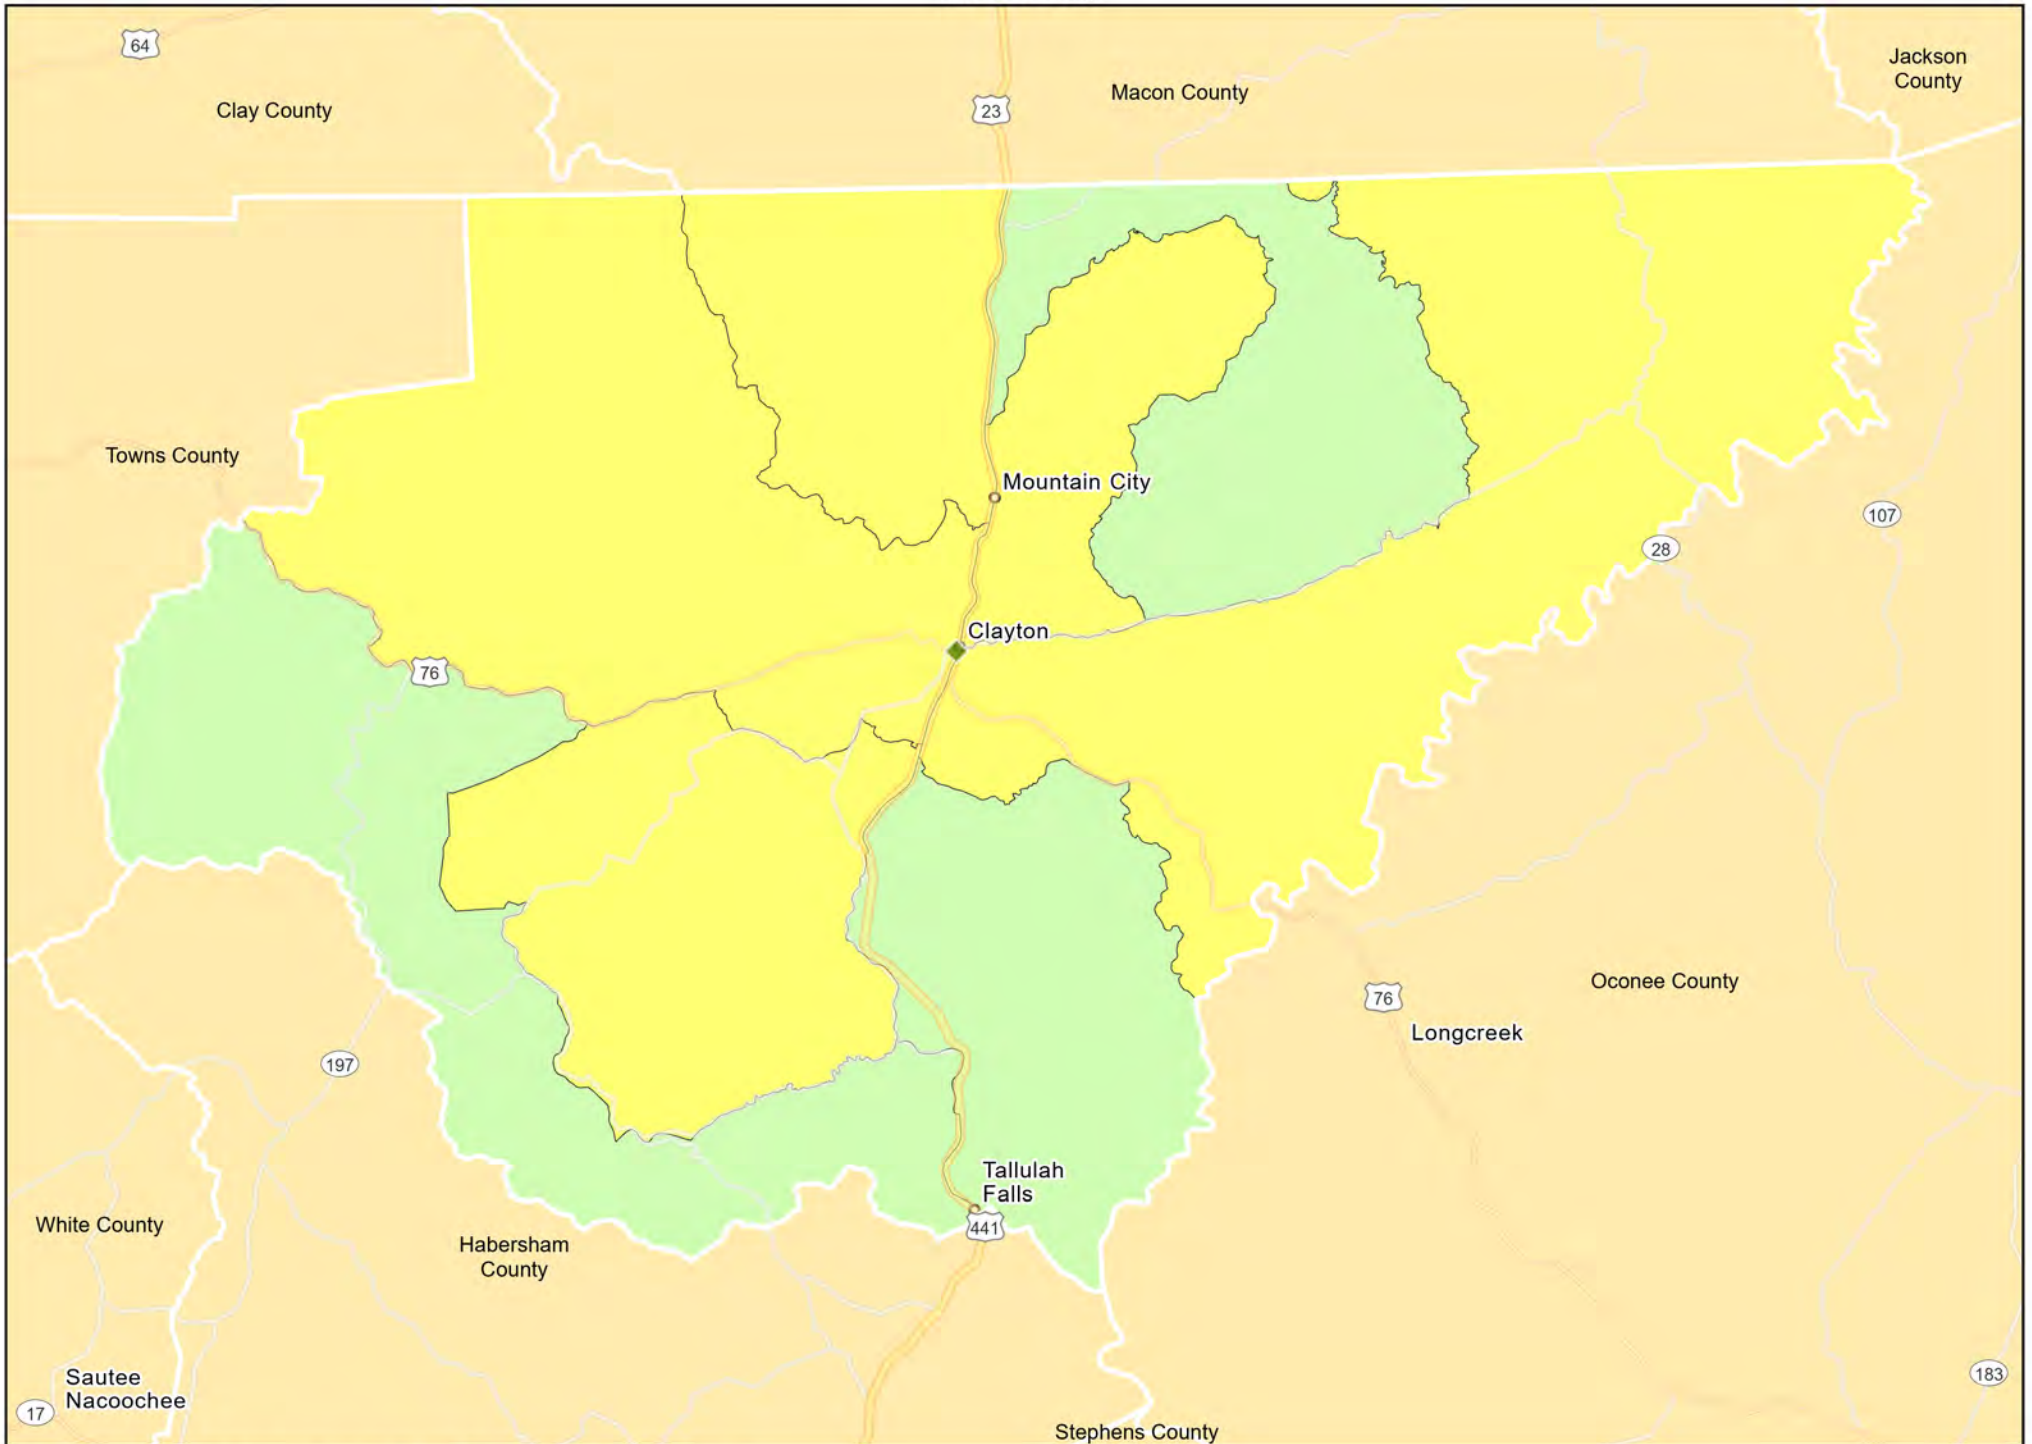 64
Clay County
23
Macon County
Jackson
County
Towns County
Mountain City
107
28
Clayton
76
Oconee County
76
Longcreek
197
Tallulah
Falls
441
White County
Habersham
County
Sautee
Nacoochee
17
183
Stephens County